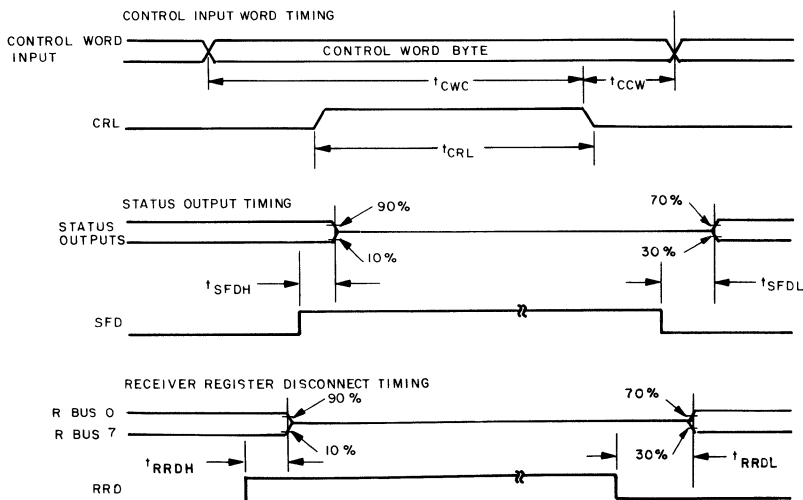 CONTROL INPUT WORD TIMING
CONTROL WORD
INPUT
CONTROL WORD BYTE
tCWC
tCCW
CRL
tCRL
STATUS OUTPUT TIMING
90%
70%
STATUS
OUTPUTS
10%
30%
tSFDH
tSFDL
SFD
RECEIVER REGISTER DISCONNECT TIMING
R BUS 0
90%
70%
R BUS 7
10%
30%
tRRDH
tRRDL
RRD